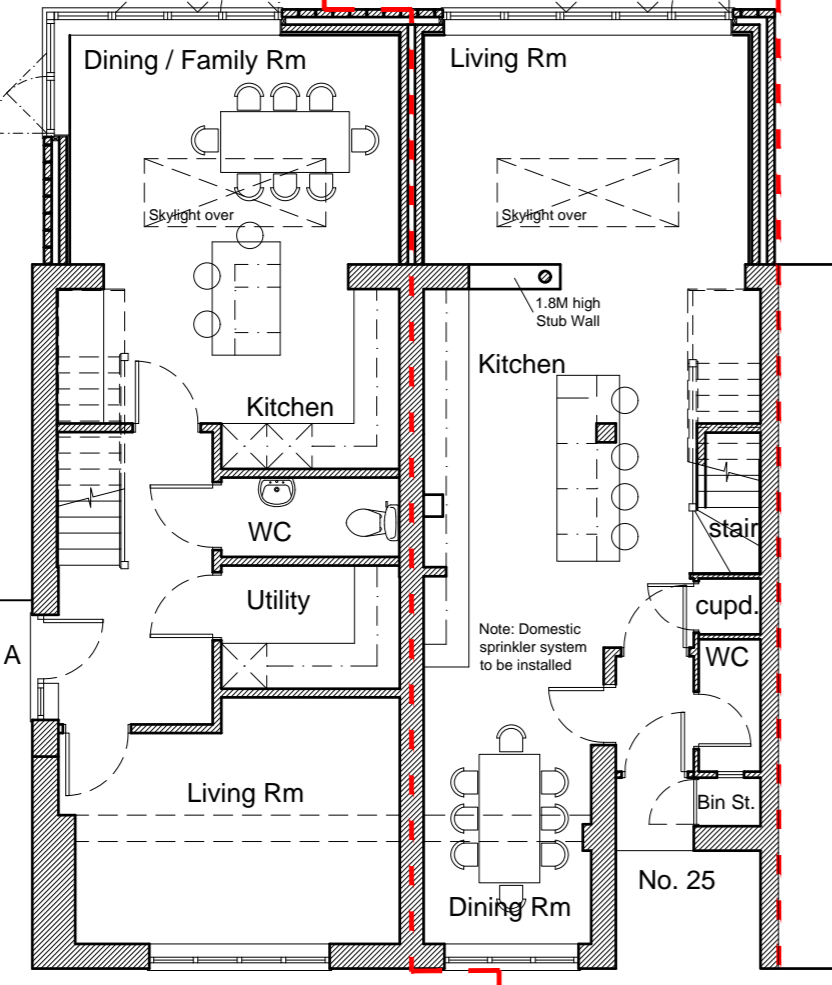 Dining / Family Rm
Living Rm
Skylight over
Skylight over
1.8M high
Stub Wall
Kitchen
Kitchen
WC
stair
Utility
cupd.
Note: Domestic
sprinkler system
to be installed
A
WC
Living Rm
Bin St.
No. 25
Dining Rm